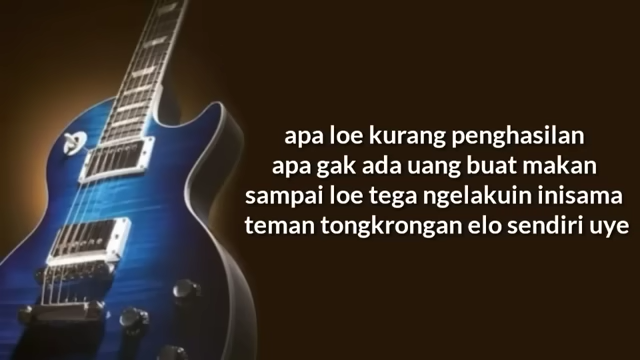 apa loe kurang penghasilan
apa gak ada uang buat makan
sampai loe tega ngelakuin inisama
teman tongkrongan elo sendiri uye